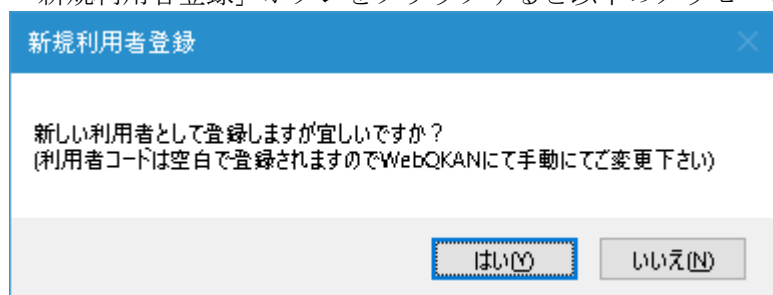 新規利用者登録
新しい利用者として登録しますが宜しいですか?
(利用者コードは空白で登録されますのでWebQKANにて手動にてご変更下さい)
はい(Y)
いいえ(N)